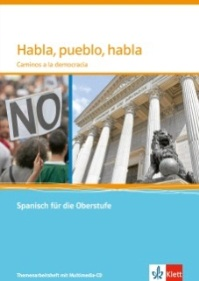 Habla, pueblo, habla
Caminos a la democracia
NO
Spanisch für die Oberstufe
Themenarbeitsheft mit Multimedia-CD
Klett